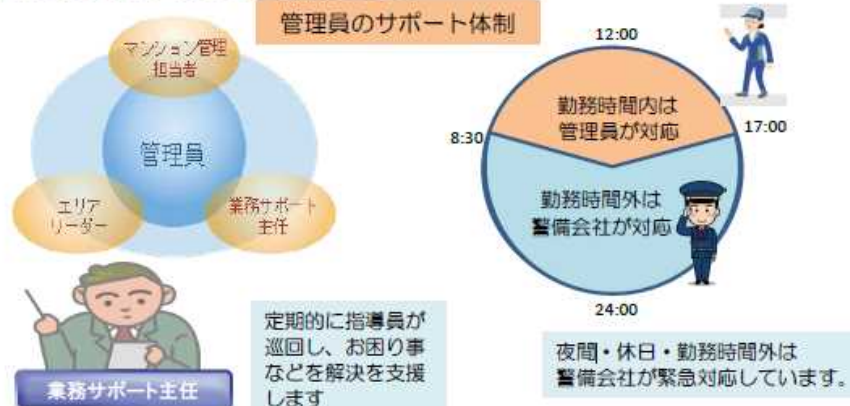 管理員のサポート体制
マンション管理
担当者
管理員
エリア
リーダー
業務サポート
主任
業務サポート主任
定期的に指導員が
巡回し、お困り事
などを解決を支援
します
12:00
8:30
17:00
勤務時間内は
管理員が対応
勤務時間外は
警備会社が対応
24:00
夜間・休日・勤務時間外は
警備会社が緊急対応しています。